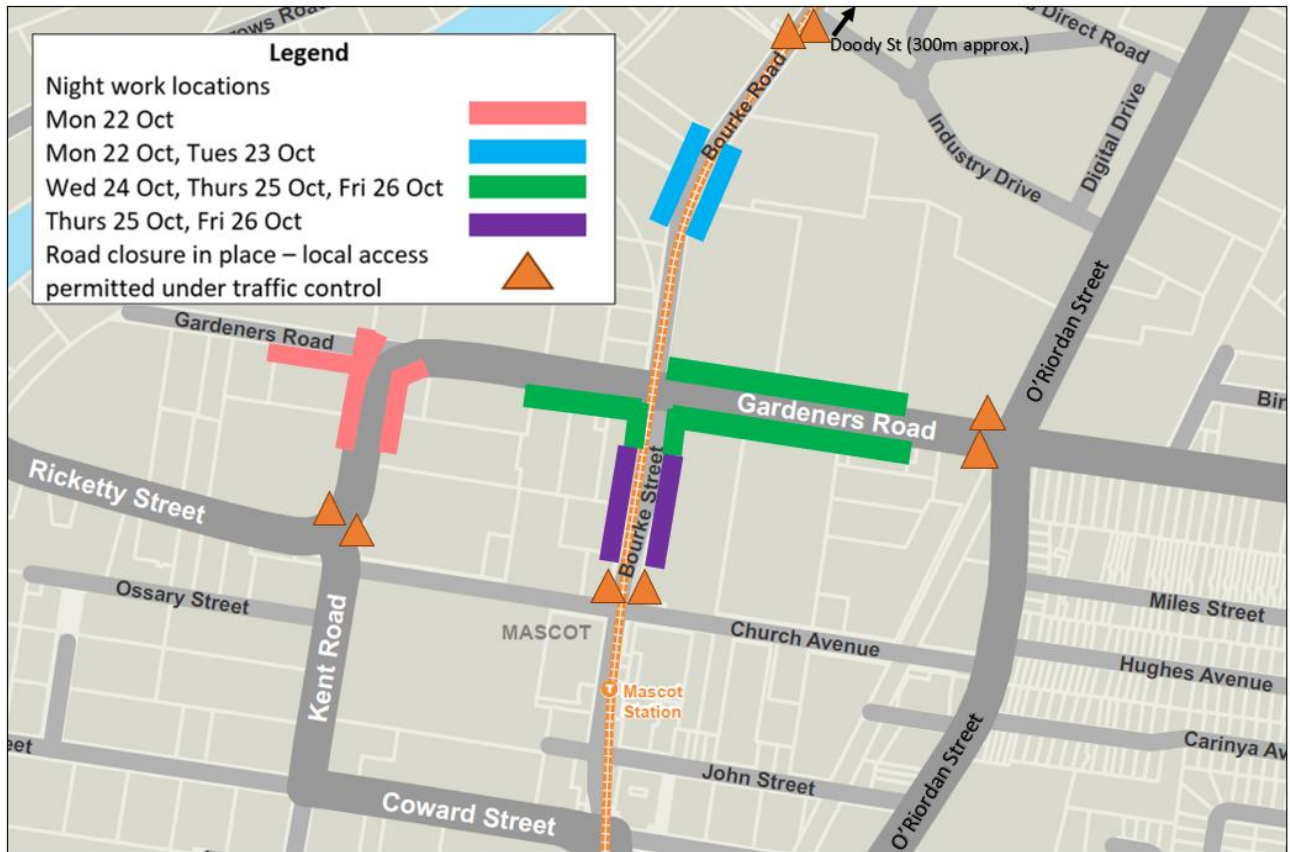 rows Road
Legend
Night work locations
Mon 22 Oct
Mon 22 Oct, Tues 23 Oct
Wed 24 Oct, Thurs 25 Oct, Fri 26 Oct
Thurs 25 Oct, Fri 26 Oct
Road closure in place – local access
permitted under traffic control
Doody St (300m approx.)
s Direct Road
Bourke Road
Industry Drive
Digital Drive
O'Riordan Street
Gardeners Road
Gardeners Road
Bir
Ricketty Street
Bourke Street
Ossary Street
MASCOT
Kent Road
Church Avenue
Miles Street
Hughes Avenue
Mascot
Station
Carinya Av
eet
John Street
Coward Street
O'Riordan Street